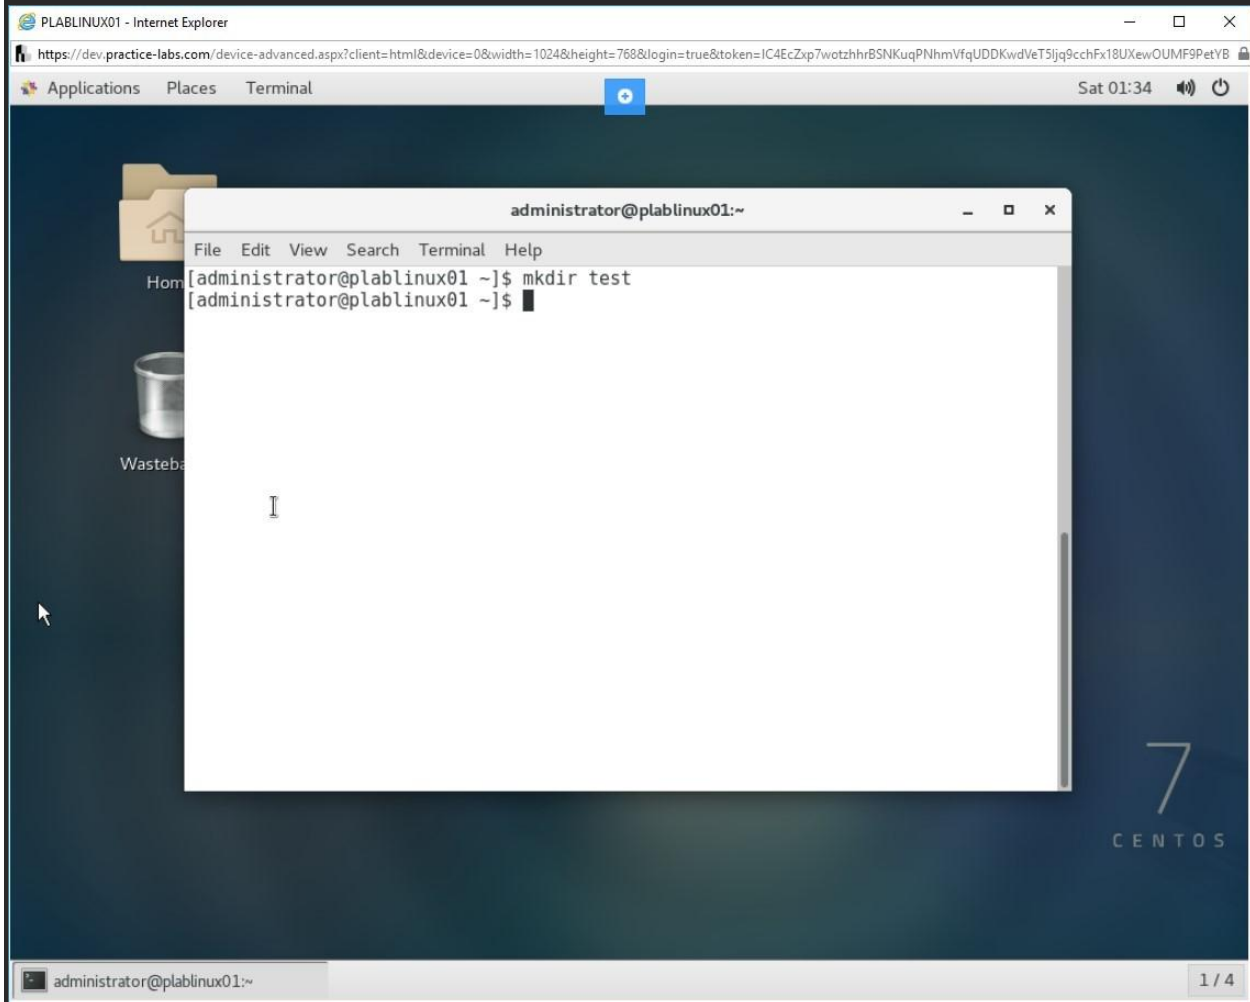 PLABLINUX01 - Internet Explorer
https://dev.practice-labs.com/device-advanced.aspx?client=html&device=0&width=1024&height=768&login=true&token=IC4EcZxp7wotzhhrBSNKuqPNhmVfqUDDKwdVeT5ljq9cchFx18UXewOUMF9PetYB
Applications Places Terminal Sat 01:34
administrator@plablinux01:~
File Edit View Search Terminal Help
[administrator@plablinux01 ~]$ mkdir test
[administrator@plablinux01 ~]$
Hom
Wasteba
7
CENTOS
administrator@plablinux01:~ 1 / 4